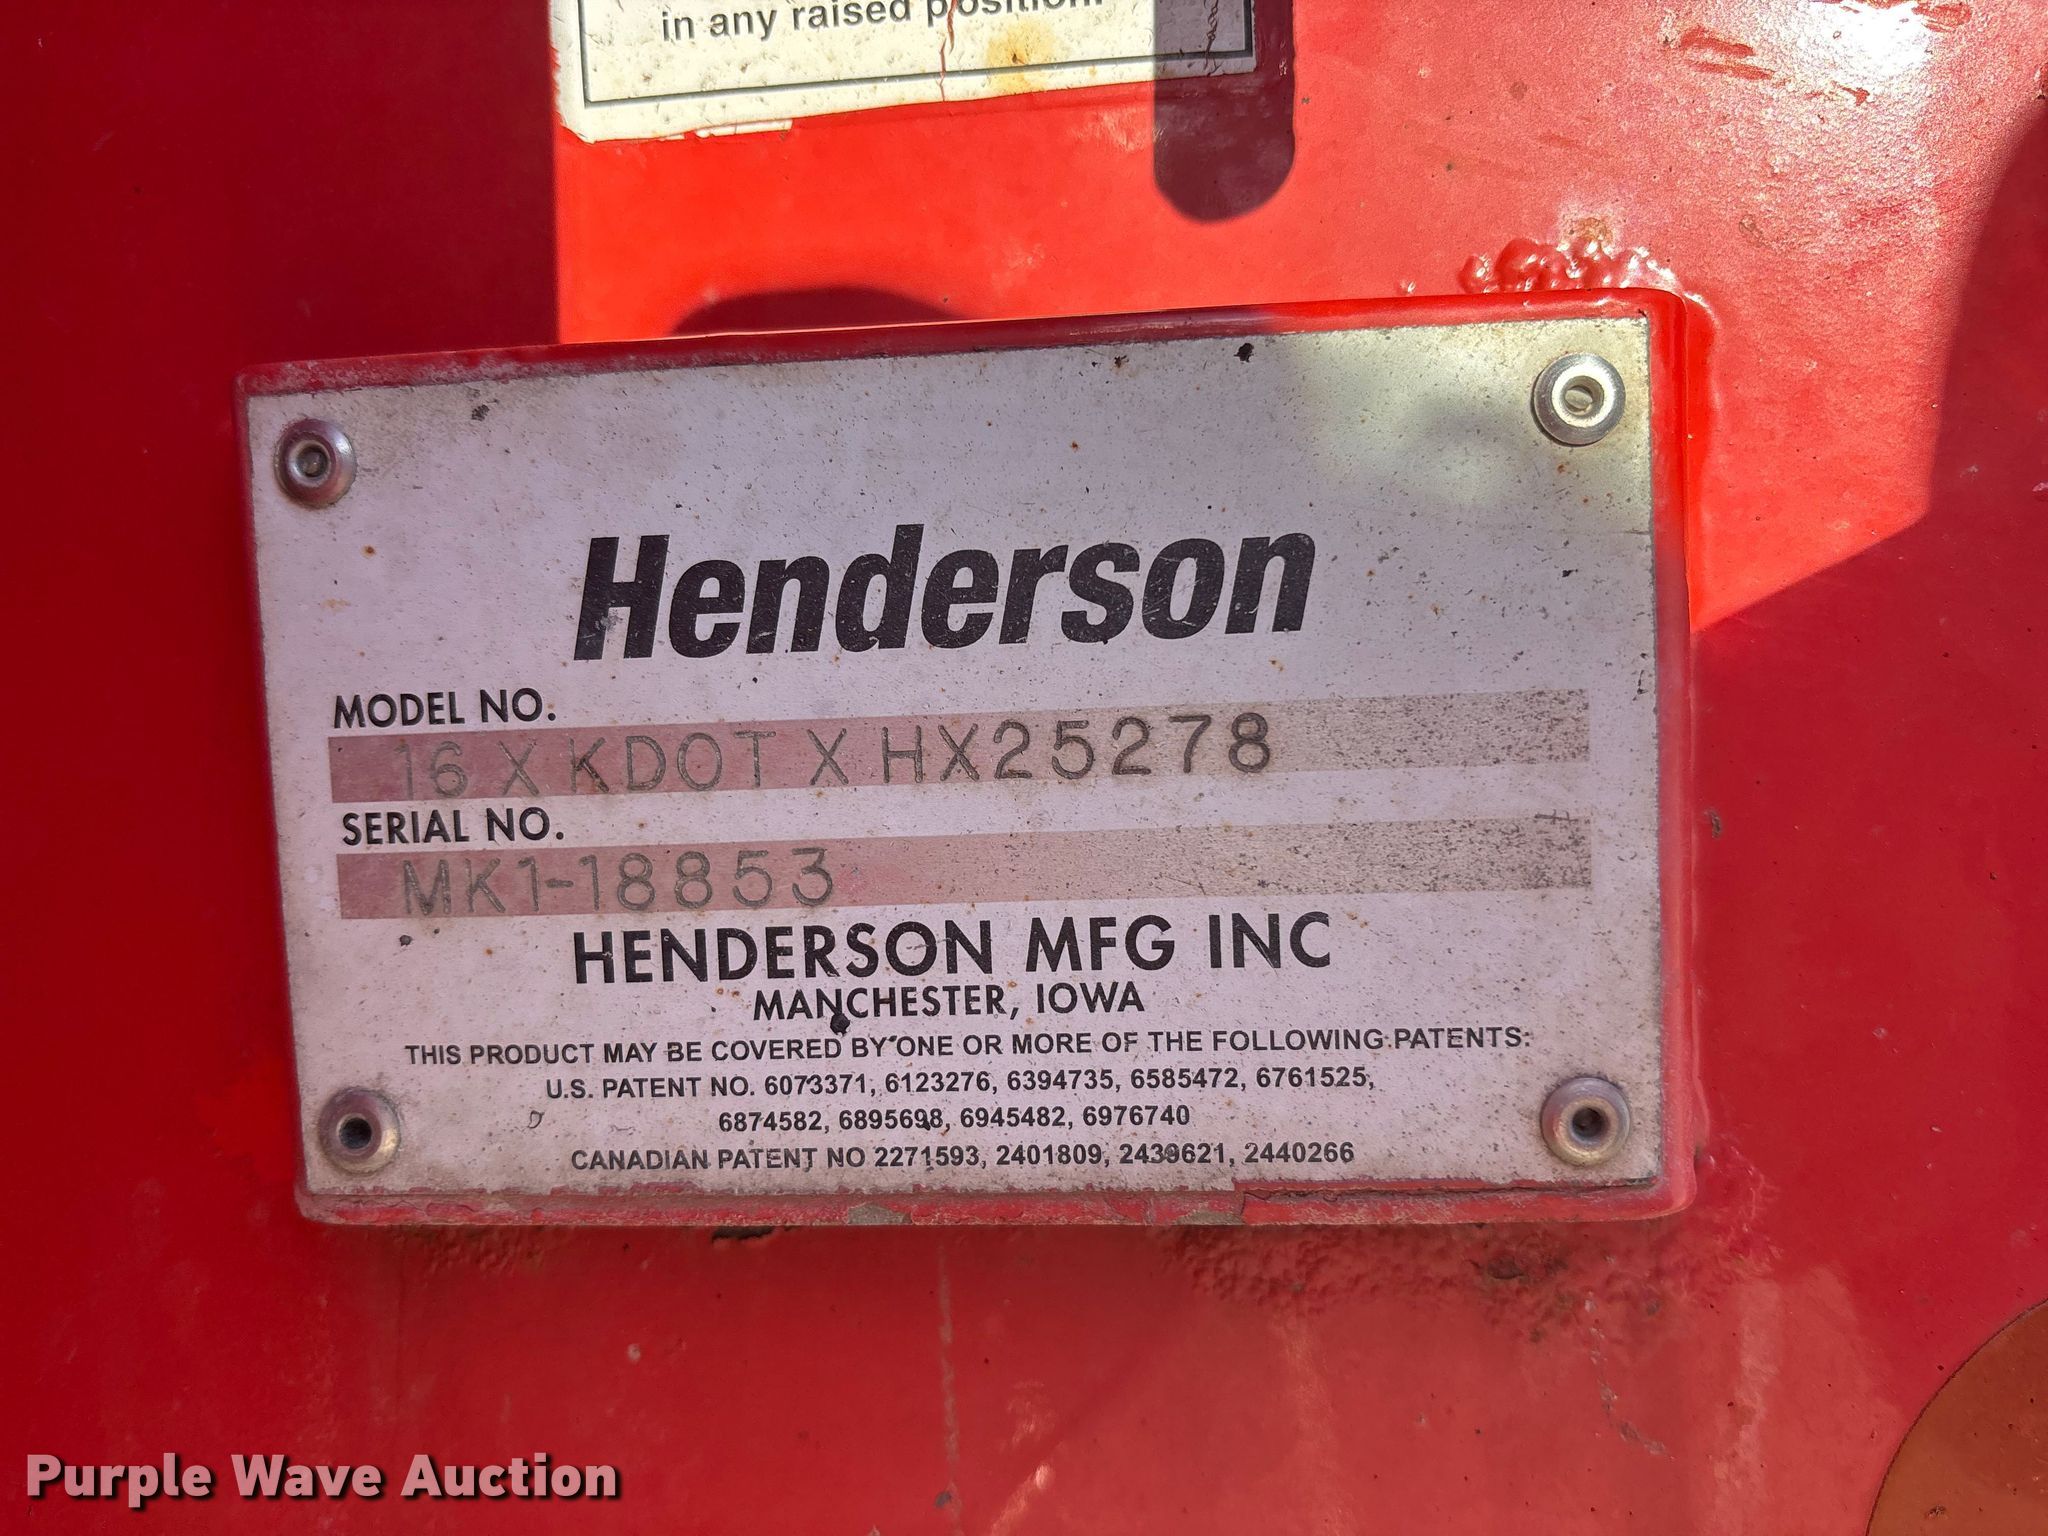 in any raised position.
Henderson
MODEL NO.
16 X KDOT X HX25278
SERIAL NO.
MK1-18853
HENDERSON MFG INC
MANCHESTER, IOWA
THIS PRODUCT MAY BE COVERED BY ONE OR MORE OF THE FOLLOWING PATENTS:
U.S. PATENT NO. 6073371, 6123276, 6394735, 6585472, 6761525,
6874582, 6895698, 6945482, 6976740
CANADIAN PATENT NO 2271593, 2401809, 2439621, 2440266
Purple Wave Auction